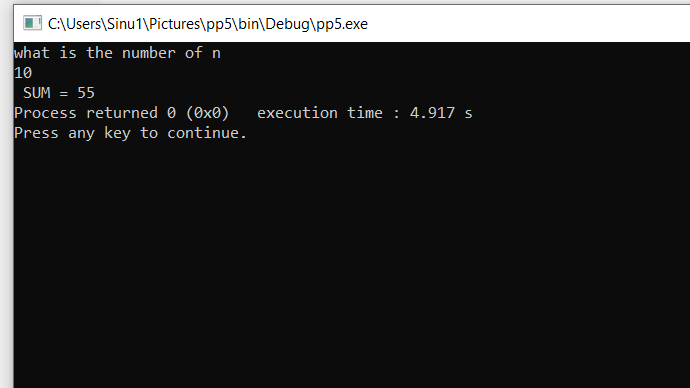 C:\Users\Sinu1\Pictures\pp5\bin\Debug\pp5.exe
what is the number of n
10
 SUM = 55
Process returned 0 (0x0)   execution time : 4.917 s
Press any key to continue.